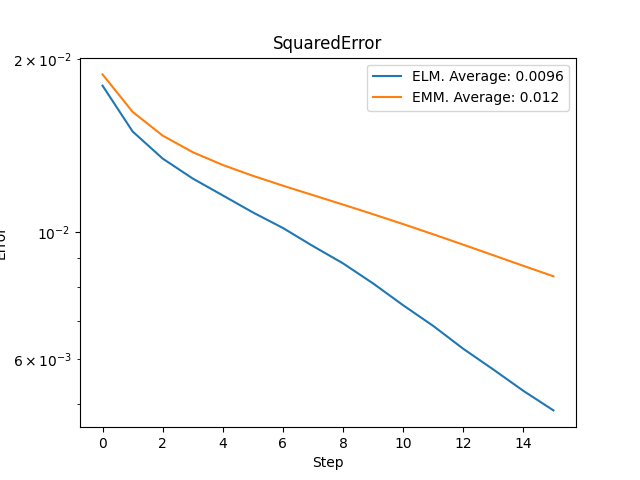 SquaredError
ELM. Average: 0.0096
EMM. Average: 0.012
2 × 10⁻²
10⁻²
6 × 10⁻³
Error
0 2 4 6 8 10 12 14
Step